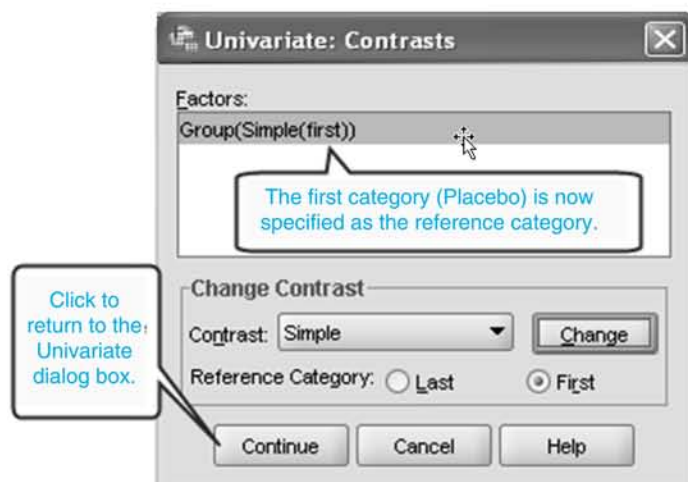 Univariate: Contrasts
Factors:
Group(Simple(first))
The first category (Placebo) is now
specified as the reference category.
Change Contrast
Contrast: Simple
Change
Reference Category: Last First
Click to
return to the
Univariate
dialog box.
Continue Cancel Help